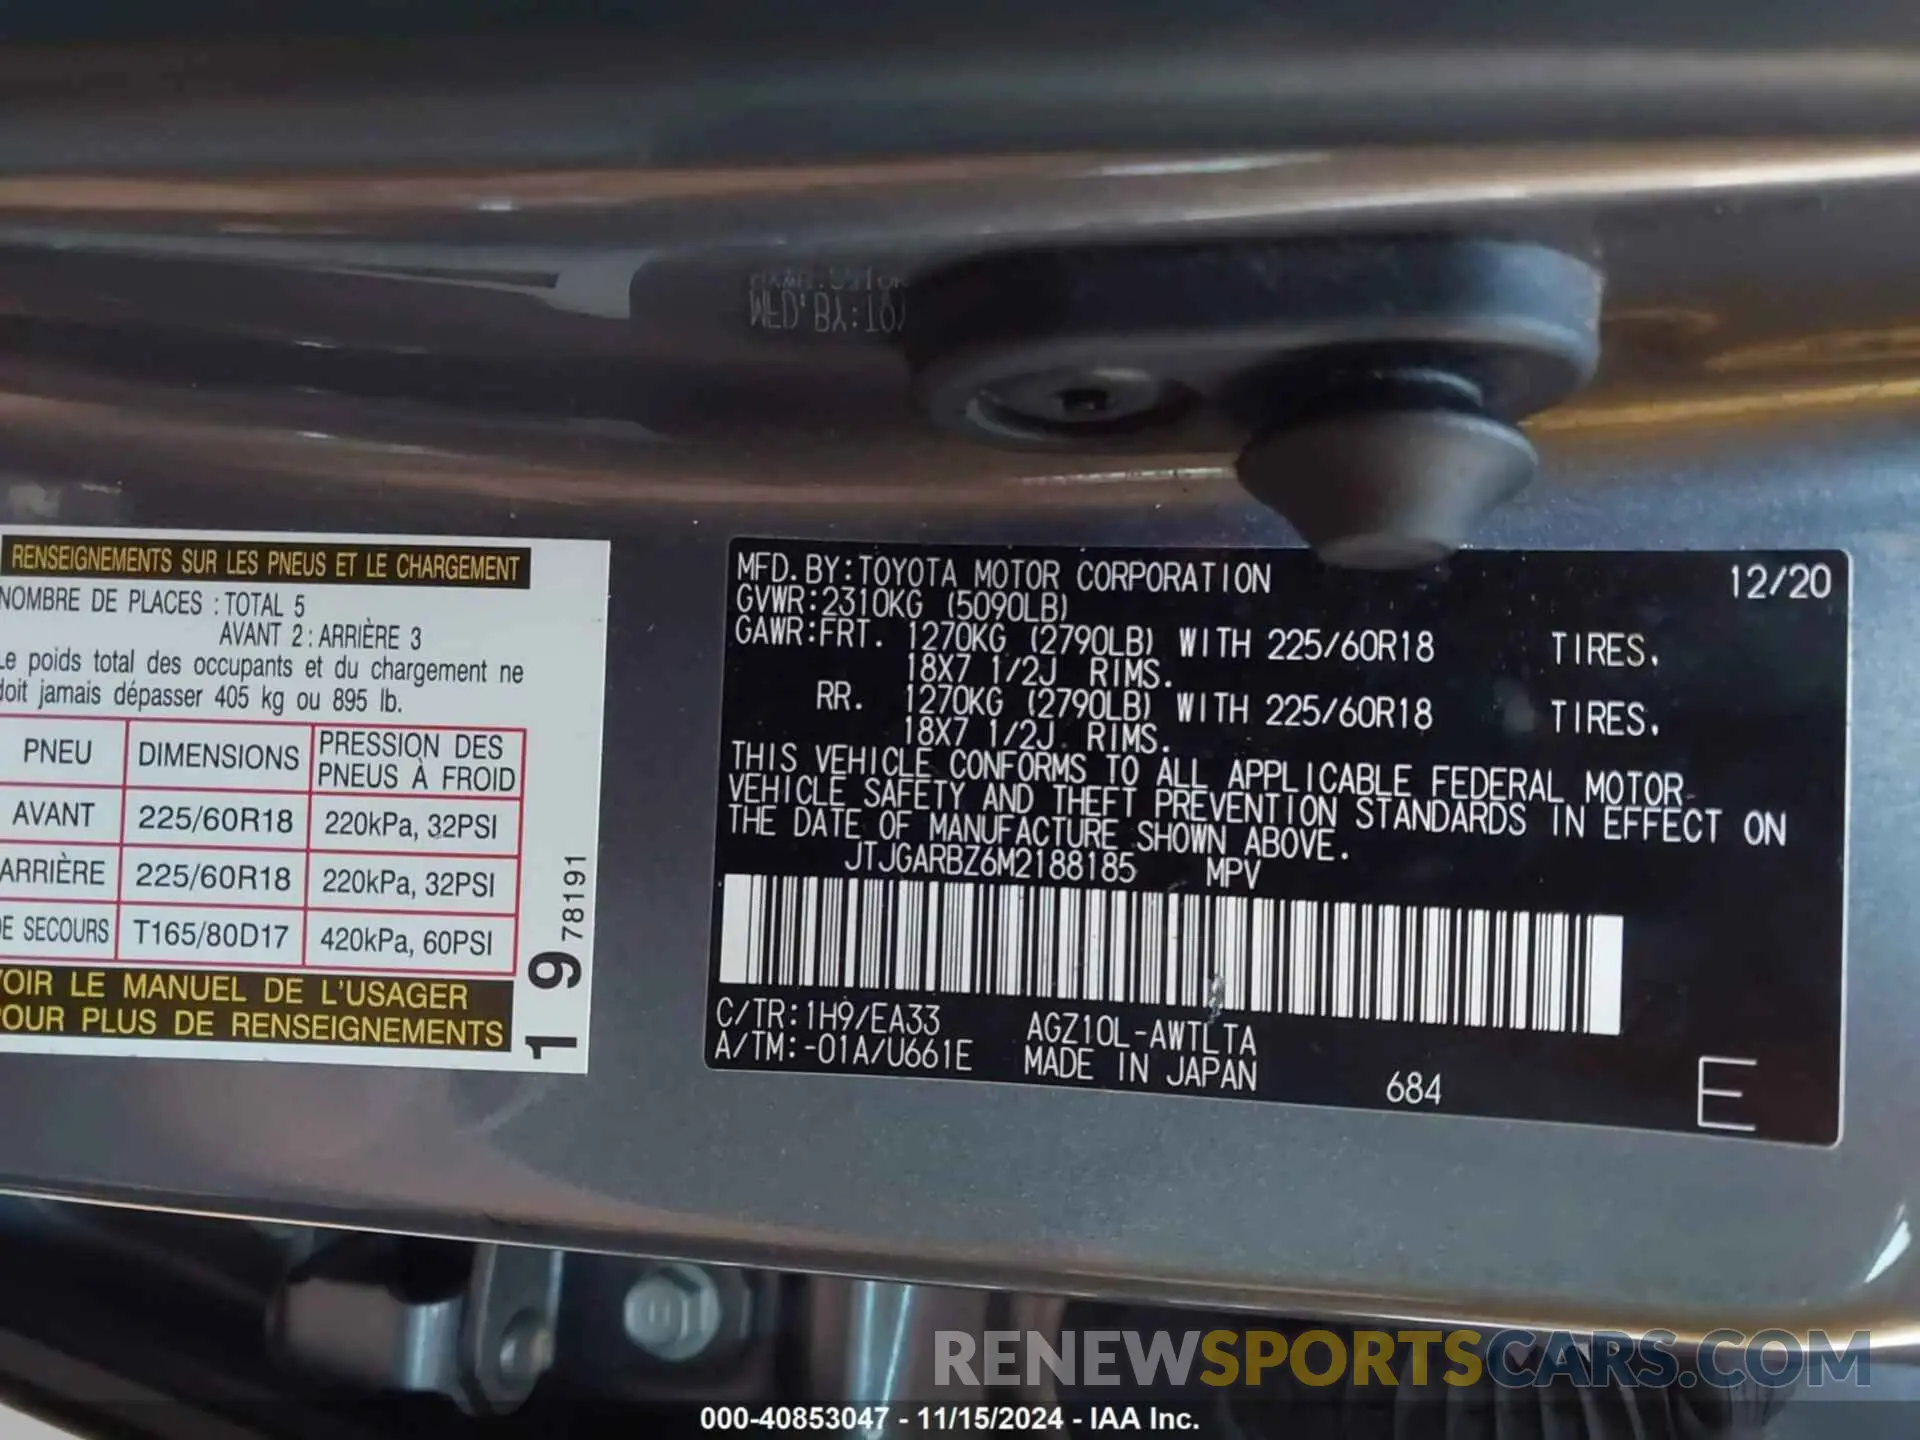 RENSEIGNEMENTS SUR LES PNEUS ET LE CHARGEMENT
NOMBRE DE PLACES : TOTAL 5
AVANT 2 : ARRIÈRE 3
Le poids total des occupants et du chargement ne
doit jamais dépasser 405 kg ou 895 lb.
PNEU DIMENSIONS PRESSION DES PNEUS À FROID
AVANT 225/60R18 220kPa, 32PSI
ARRIÈRE 225/60R18 220kPa, 32PSI
DE SECOURS T165/80D17 420kPa, 60PSI
VOIR LE MANUEL DE L'USAGER
POUR PLUS DE RENSEIGNEMENTS
19 78191
MFD.BY:TOYOTA MOTOR CORPORATION 12/20
GVWR:2310KG (5090LB)
GAWR:FRT. 1270KG (2790LB) WITH 225/60R18 TIRES.
18X7 1/2J RIMS.
RR. 1270KG (2790LB) WITH 225/60R18 TIRES.
18X7 1/2J RIMS.
THIS VEHICLE CONFORMS TO ALL APPLICABLE FEDERAL MOTOR
VEHICLE SAFETY AND THEFT PREVENTION STANDARDS IN EFFECT ON
THE DATE OF MANUFACTURE SHOWN ABOVE.
JTJGARBZ6M2188185 MPV
C/TR:1H9/EA33 AGZ10L-AWTLTA
A/TM:-01A/U661E MADE IN JAPAN 684 E
RENEWSPORTSCARS.COM
000-40853047 - 11/15/2024 - IAA Inc.